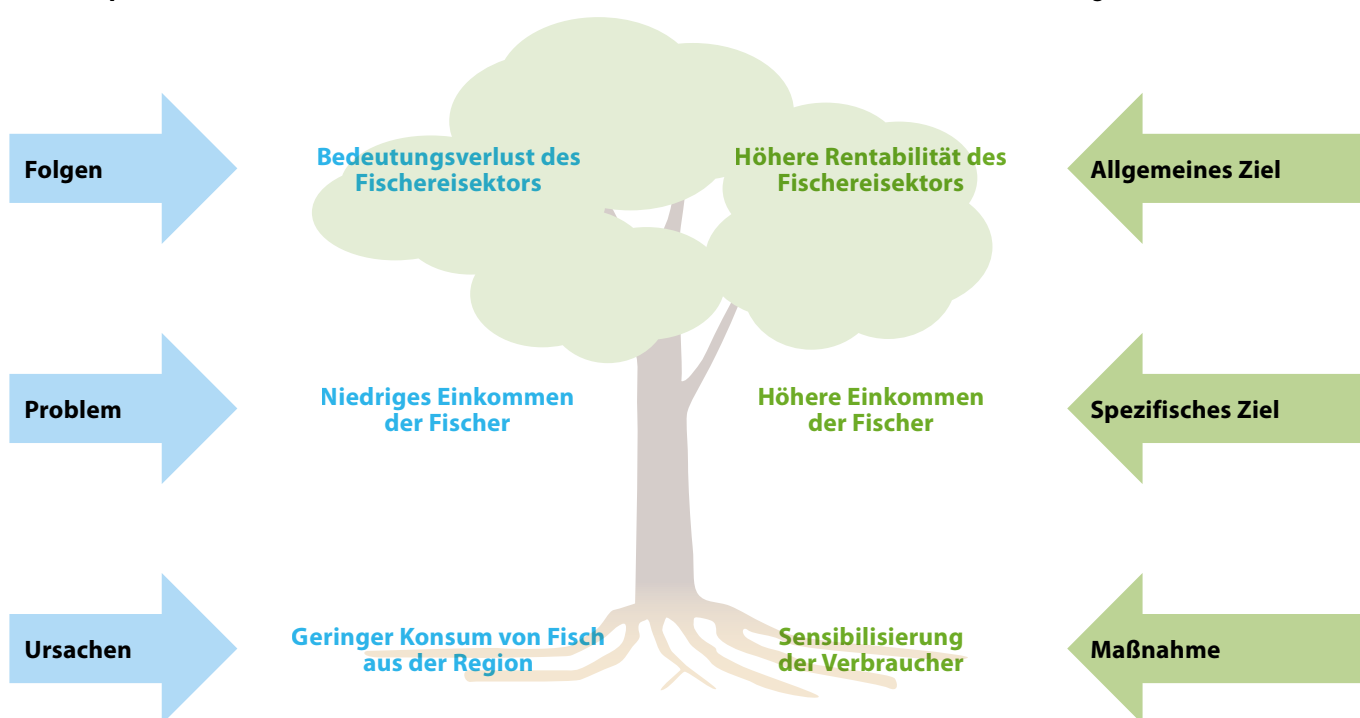 Folgen
Bedeutungsverlust des
Fischereisektors
Höhere Rentabilität des
Fischereisektors
Allgemeines Ziel
Problem
Niedriges Einkommen
der Fischer
Höhere Einkommen
der Fischer
Spezifisches Ziel
Ursachen
Geringer Konsum von Fisch
aus der Region
Sensibilisierung
der Verbraucher
Maßnahme